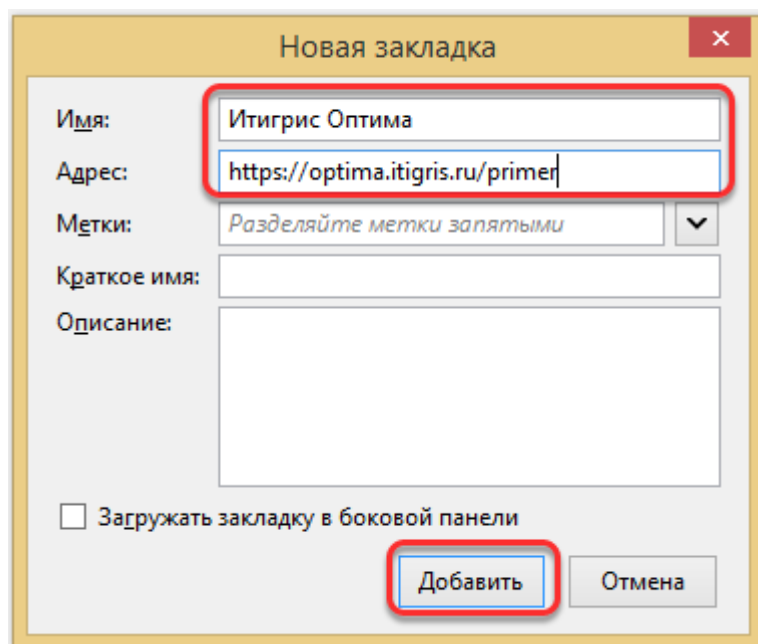 Новая закладка
Имя: Итигрис Оптима
Адрес: https://optima.itigris.ru/primer
Метки: Разделяйте метки запятыми
Краткое имя:
Описание:
Загружать закладку в боковой панели
Добавить Отмена